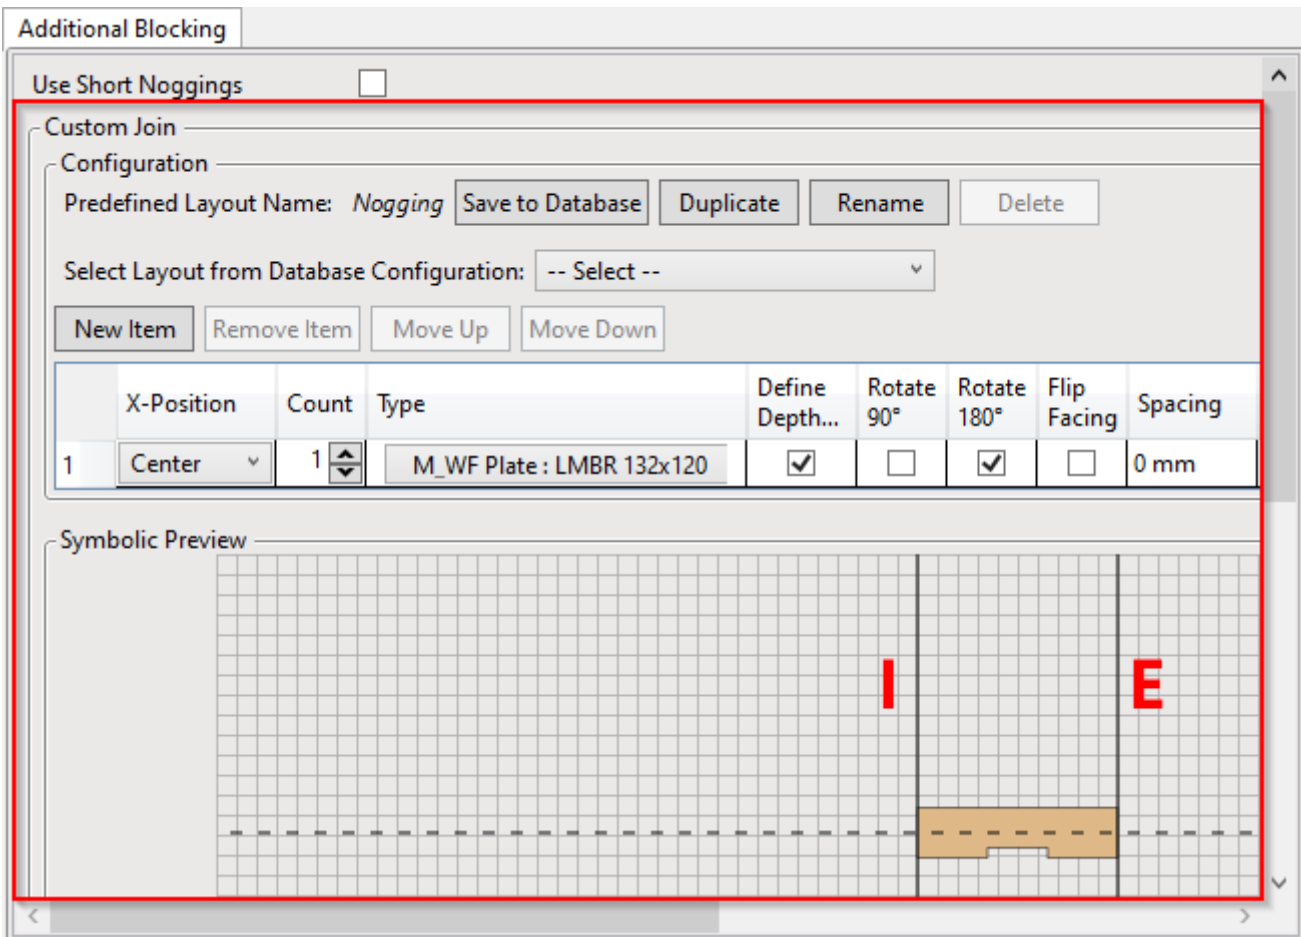 Additional Blocking
Use Short Noggings
Custom Join
Configuration
Predefined Layout Name: Nogging Save to Database Duplicate Rename Delete
Select Layout from Database Configuration: -- Select --
New Item Remove Item Move Up Move Down
X-Position Count Type Define Depth... Rotate 90° Rotate 180° Flip Facing Spacing
1 Center 1 M_WF Plate : LMBR 132x120 0 mm
Symbolic Preview
I E